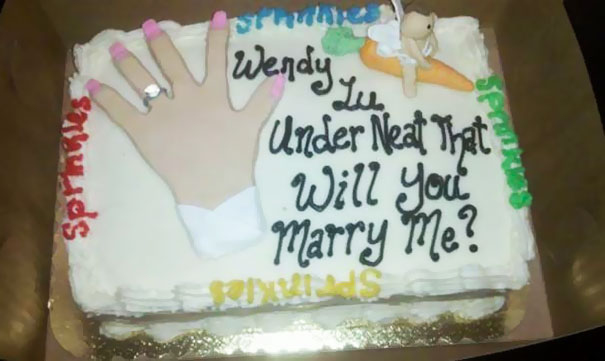 Sprinkles
Wendy
Lu
Under Neat That
Will You
Marry Me?
Sprinkles
Sprinkles
Sprinkles